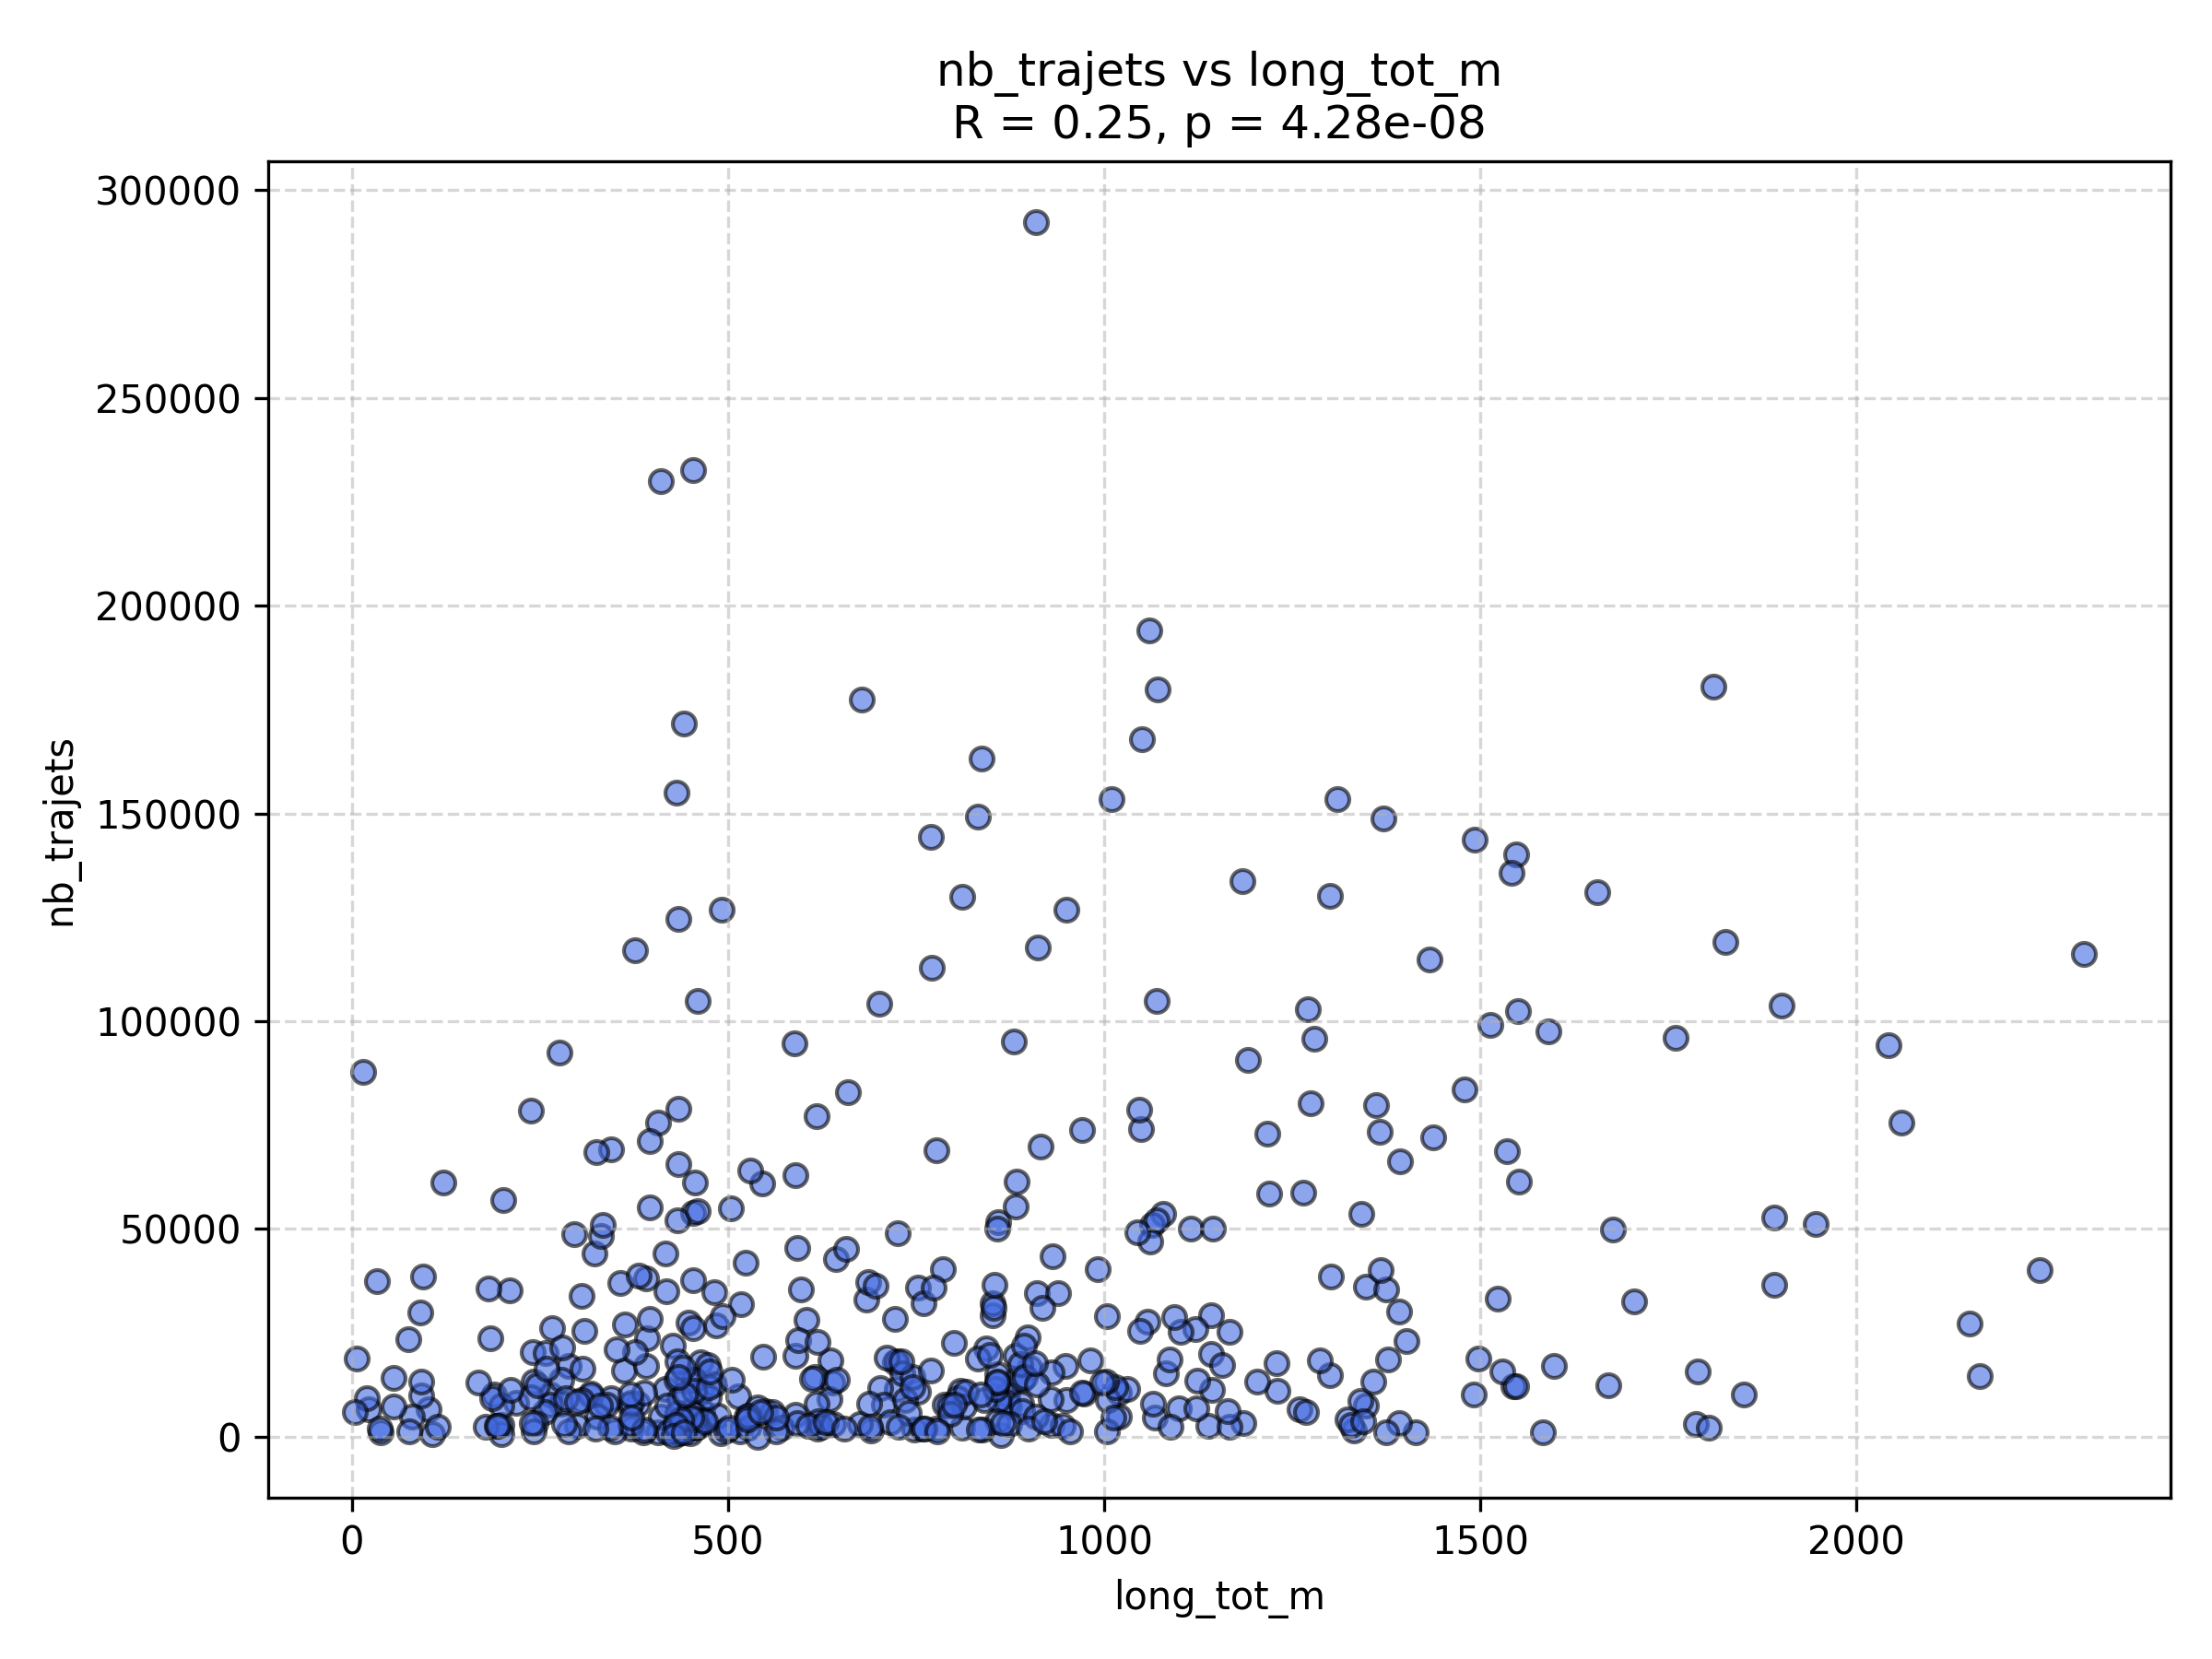 nb_trajets vs long_tot_m
R = 0.25, p = 4.28e-08
300000
250000
200000
150000
100000
50000
0
nb_trajets
0 500 1000 1500 2000
long_tot_m